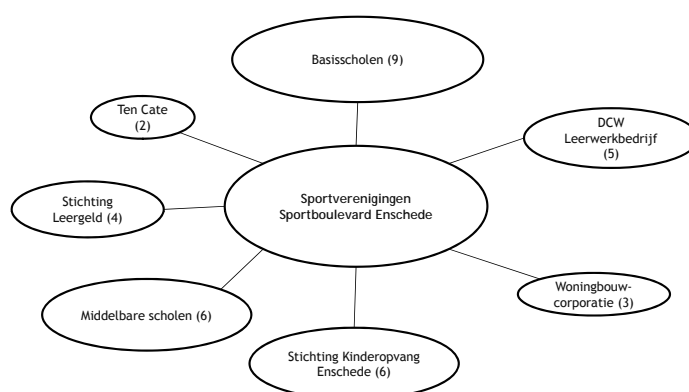 Basisscholen (9)
Ten Cate
(2)
DCW
Leerwerkbedrijf
(5)
Sportverenigingen
Sportboulevard Enschede
Stichting
Leergeld (4)
Woningbouw-
corporatie (3)
Middelbare scholen (6)
Stichting Kinderopvang
Enschede (6)